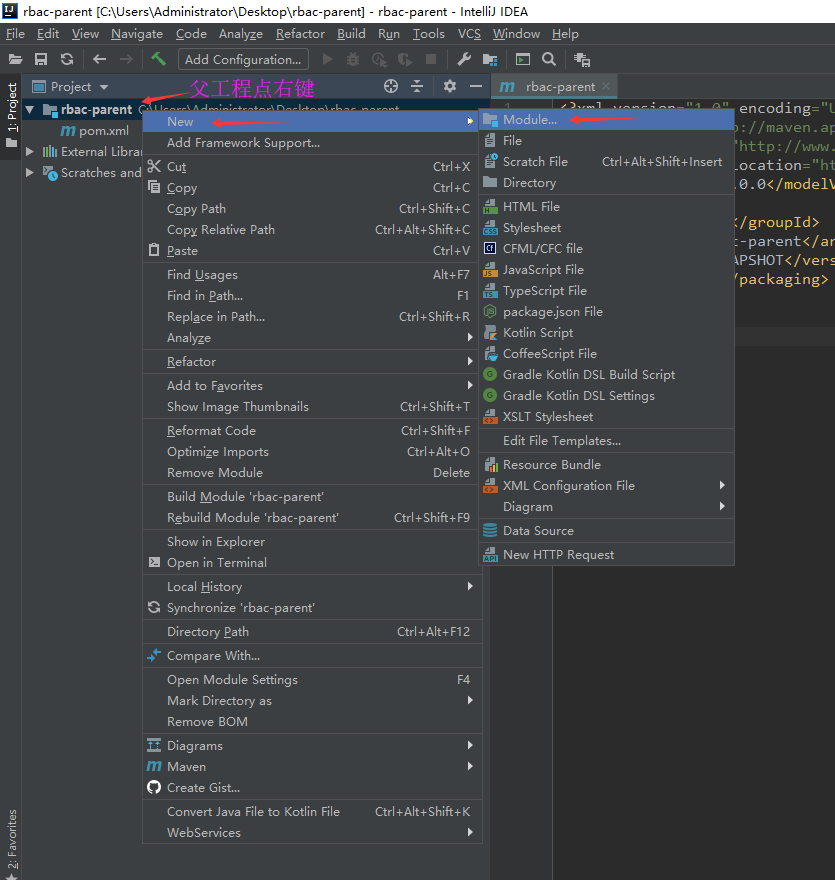 rbac-parent [C:\Users\Administrator\Desktop\rbac-parent] - rbac-parent - IntelliJ IDEA
File Edit View Navigate Code Analyze Refactor Build Run Tools VCS Window Help
Add Configuration...
1: Project
Project
父工程点右键
rbac-parent
rbac-parent C:\Users\Administrator\Desktop\rbac-parent
pom.xml
External Librar
Scratches and
2: Favorites
New
Add Framework Support...
Cut Ctrl+X
Copy Ctrl+C
Copy Path Ctrl+Shift+C
Copy Relative Path Ctrl+Alt+Shift+C
Paste Ctrl+V
Find Usages Alt+F7
Find in Path... F1
Replace in Path... Ctrl+Shift+R
Analyze
Refactor
Add to Favorites
Show Image Thumbnails Ctrl+Shift+T
Reformat Code Ctrl+Shift+F
Optimize Imports Ctrl+Alt+O
Remove Module Delete
Build Module 'rbac-parent'
Rebuild Module 'rbac-parent' Ctrl+Shift+F9
Show in Explorer
Open in Terminal
Local History
Synchronize 'rbac-parent'
Directory Path Ctrl+Alt+F12
Compare With...
Open Module Settings F4
Mark Directory as
Remove BOM
Diagrams
Maven
Create Gist...
Convert Java File to Kotlin File Ctrl+Alt+Shift+K
WebServices
Module...
File
Scratch File Ctrl+Alt+Shift+Insert
Directory
HTML File
Stylesheet
CFML/CFC file
JavaScript File
TypeScript File
package.json File
Kotlin Script
CoffeeScript File
Gradle Kotlin DSL Build Script
Gradle Kotlin DSL Settings
XSLT Stylesheet
Edit File Templates...
Resource Bundle
XML Configuration File
Diagram
Data Source
New HTTP Request
<?xml version="1.0" encoding="U
p://maven.ap
"http://www.
Location="ht
.0.0</modelV
</groupId>
c-parent</ar
APSHOT</vers
/packaging>